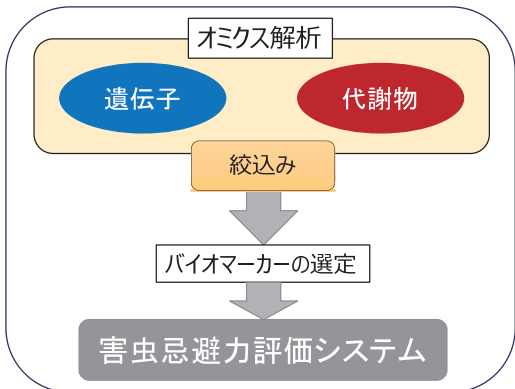 オミクス解析
遺伝子
代謝物
絞込み
バイオマーカーの選定
害虫忌避力評価システム